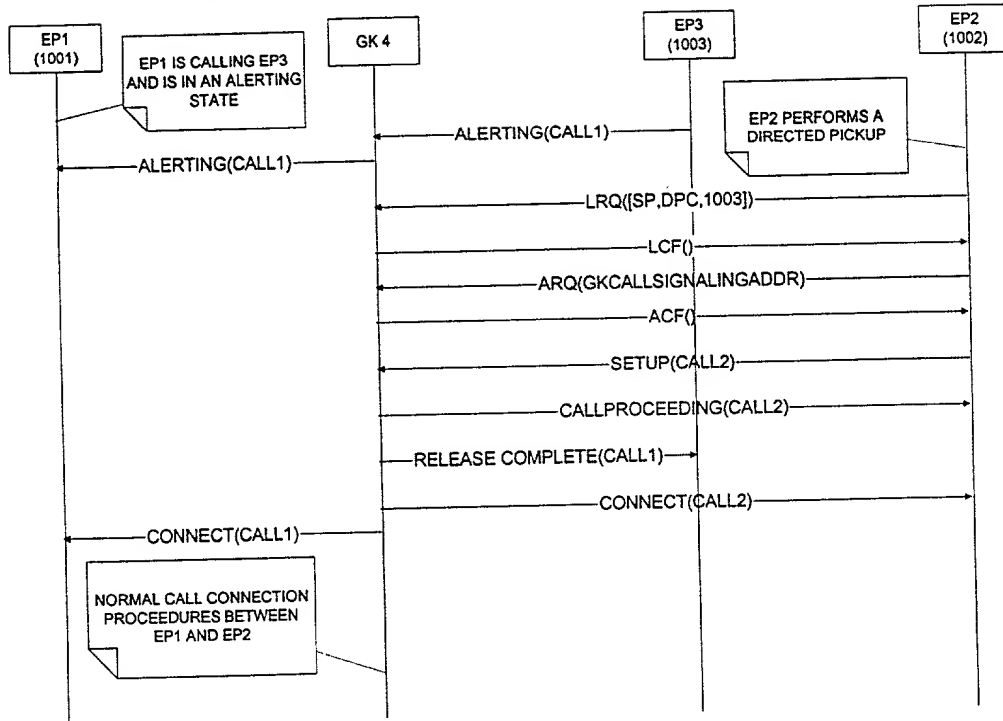 EP1
(1001)
GK 4
EP3
(1003)
EP2
(1002)
EP1 IS CALLING EP3
AND IS IN AN ALERTING
STATE
EP2 PERFORMS A
DIRECTED PICKUP
ALERTING(CALL1)
ALERTING(CALL1)
LRQ([SP,DPC,1003])
LCF()
ARQ(GKCALLSIGNALINGADDR)
ACF()
SETUP(CALL2)
CALLPROCEEDING(CALL2)
RELEASE COMPLETE(CALL1)
CONNECT(CALL2)
CONNECT(CALL1)
NORMAL CALL CONNECTION
PROCEEDURES BETWEEN
EP1 AND EP2